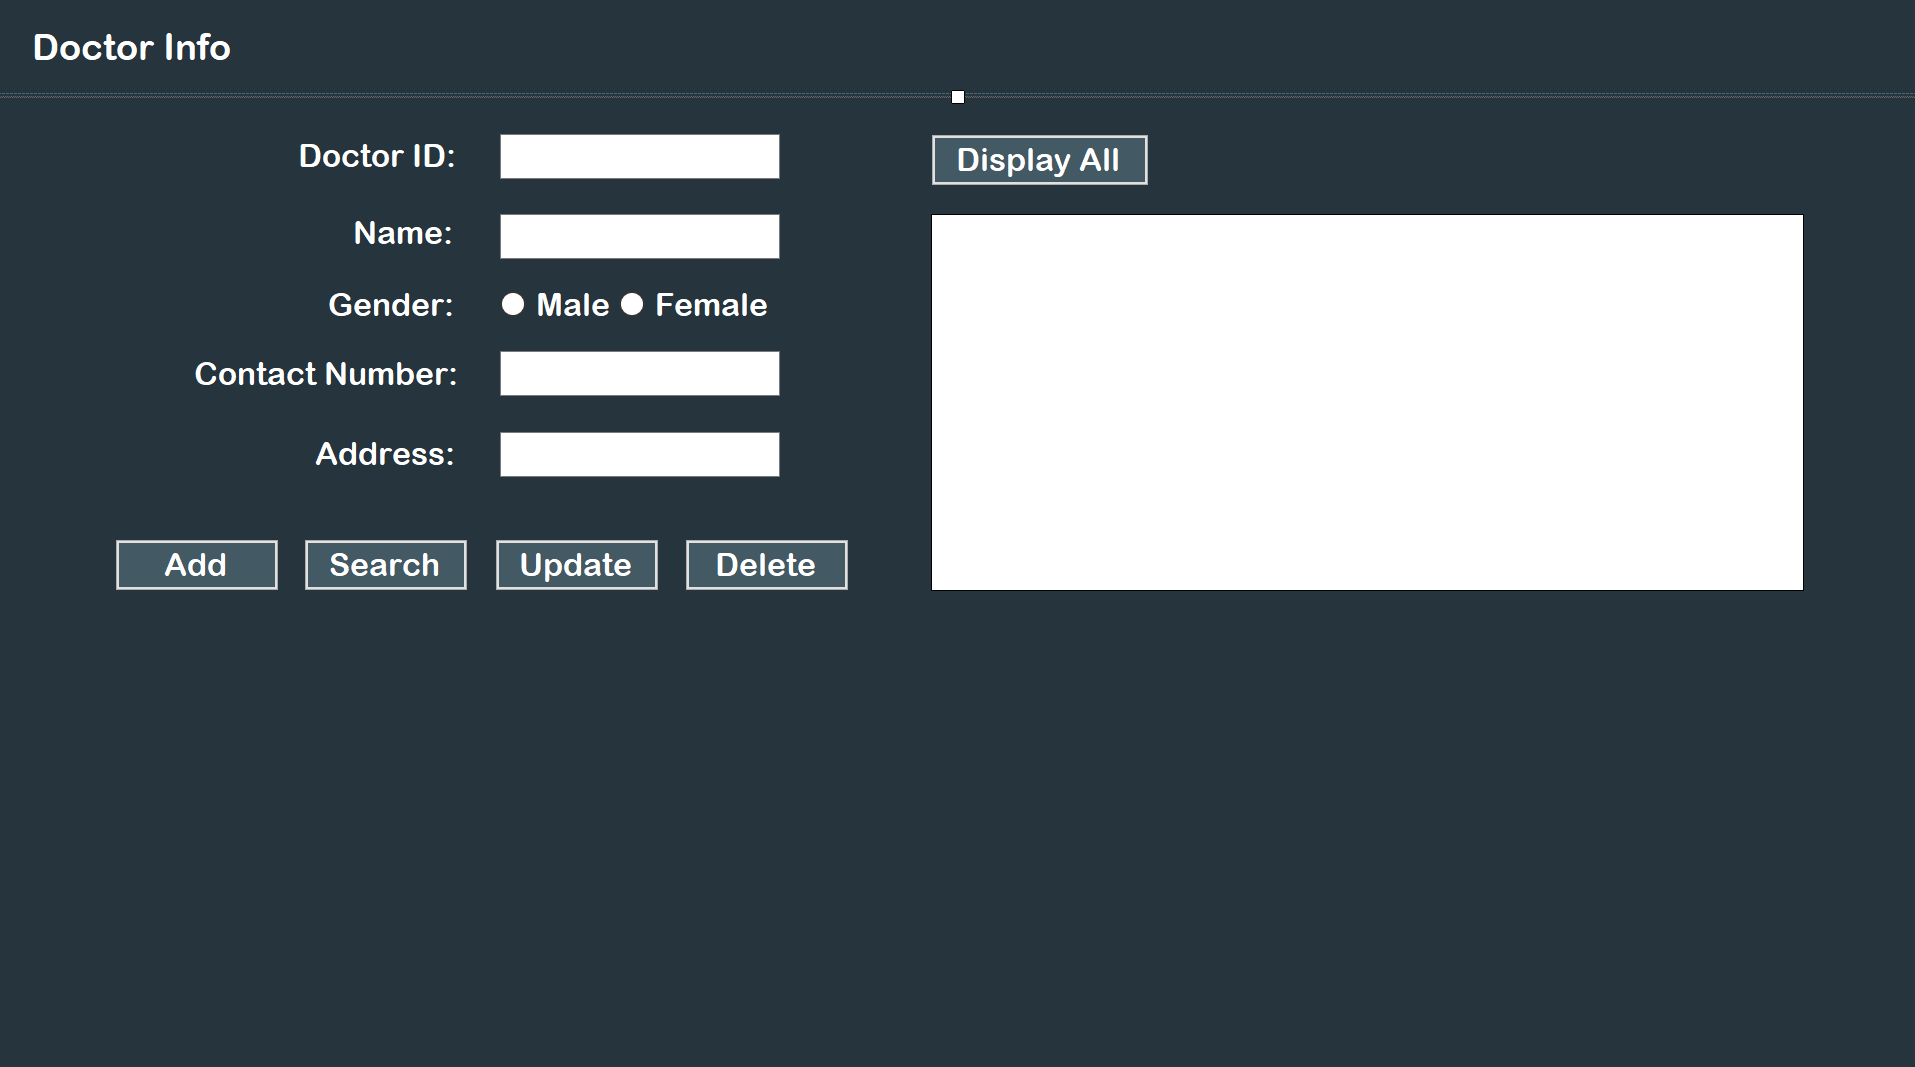 Doctor Info
Doctor ID:
Display All
Name:
Gender: Male Female
Contact Number:
Address:
Add Search Update Delete